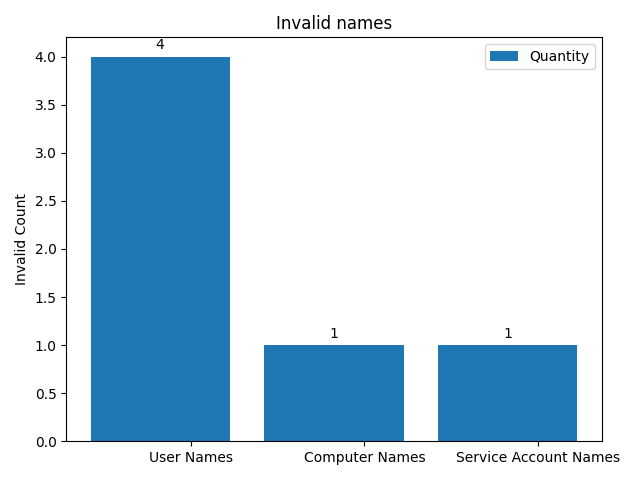 Invalid names
4
Quantity
4.0
3.5
3.0
2.5
2.0
1.5
1.0
0.5
0.0
Invalid Count
1
1
User Names
Computer Names
Service Account Names